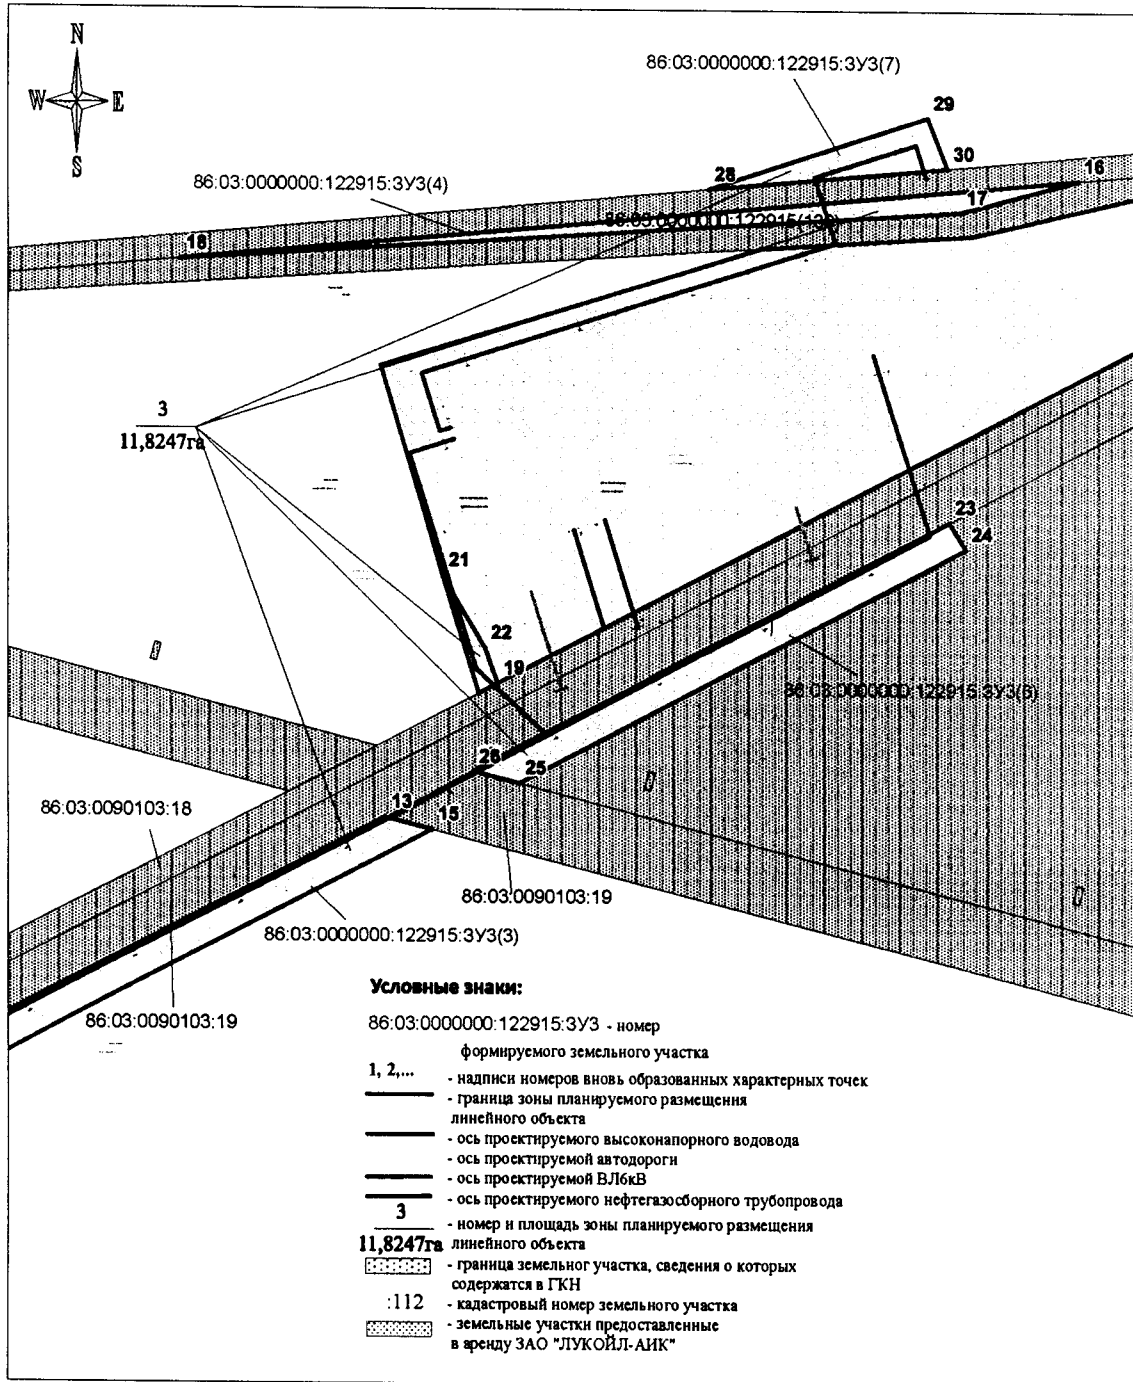 N
86:03:0000000:122915:ЗУ3(7)
W E
29
S
30
16
86:03:0000000:122915:ЗУ3(4)
28
17
18
3
11,8247га
21
23
24
22
19
86:03:0000000:122915:ЗУ3(6)
26
25
86:03:0090103:18
13
15
86:03:0090103:19
86:03:0000000:122915:ЗУ3(3)
86:03:0090103:19
Условные знаки:
86:03:0000000:122915:ЗУ3 - номер
формируемого земельного участка
1, 2,... - надписи номеров вновь образованных характерных точек
- граница зоны планируемого размещения
линейного объекта
- ось проектируемого высоконапорного водовода
- ось проектируемой автодороги
- ось проектируемой ВЛ6кВ
- ось проектируемого нефтегазосборного трубопровода
3 - номер и площадь зоны планируемого размещения
11,8247га линейного объекта
- граница земельног участка, сведения о которых
содержатся в ГКН
:112 - кадастровый номер земельного участка
- земельные участки предоставленные
в аренду ЗАО "ЛУКОЙЛ-АИК"